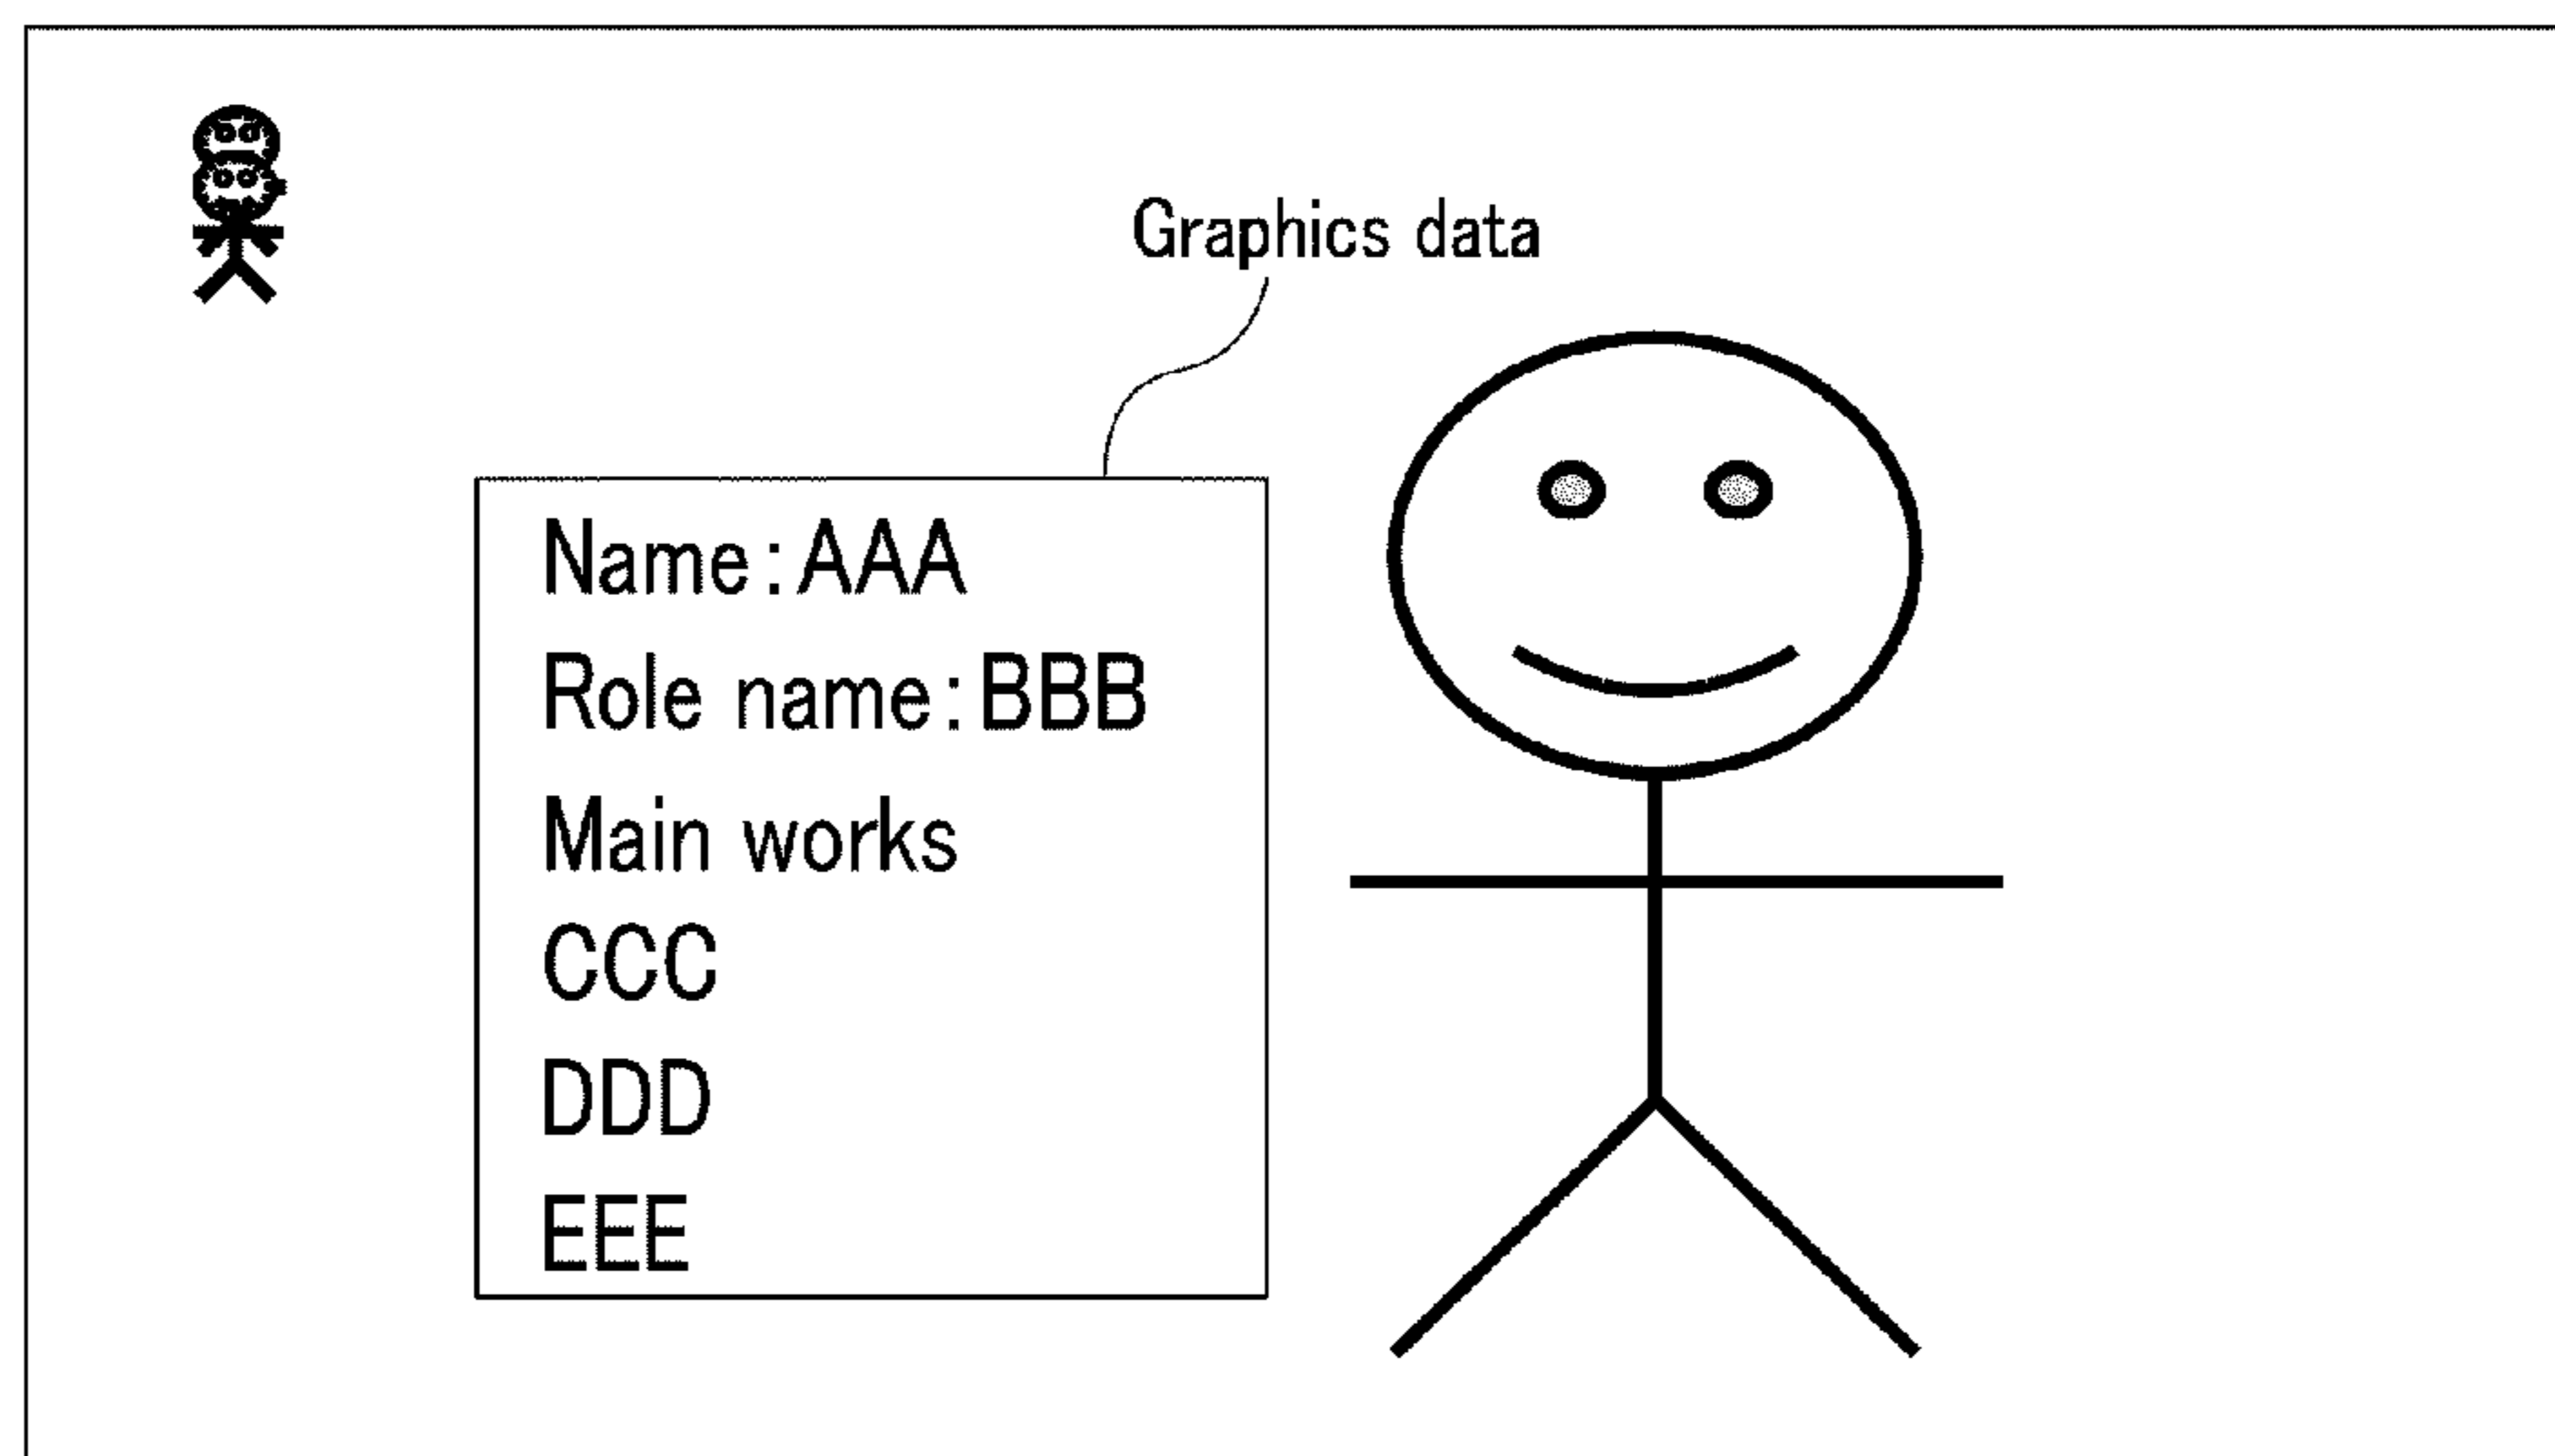 Graphics data
Name:AAA
Role name:BBB
Main works
CCC
DDD
EEE